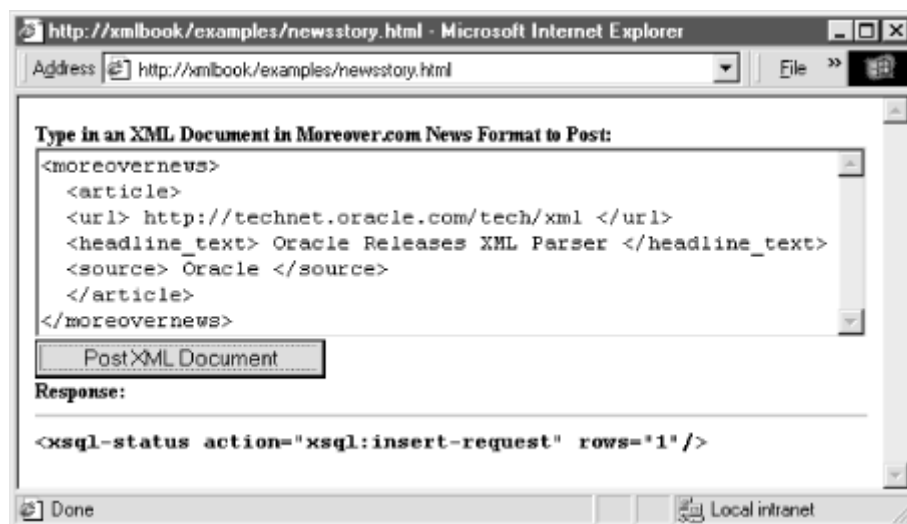 http://xmlbook/examples/newsstory.html - Microsoft Internet Explorer
Address http://xmlbook/examples/newsstory.html File »
Type in an XML Document in Moreover.com News Format to Post:
<moreovernews>
<article>
<url> http://technet.oracle.com/tech/xml </url>
<headline_text> Oracle Releases XML Parser </headline_text>
<source> Oracle </source>
</article>
</moreovernews>
Post XML Document
Response:
<xsql-status action="xsql:insert-request" rows="1"/>
Done Local intranet